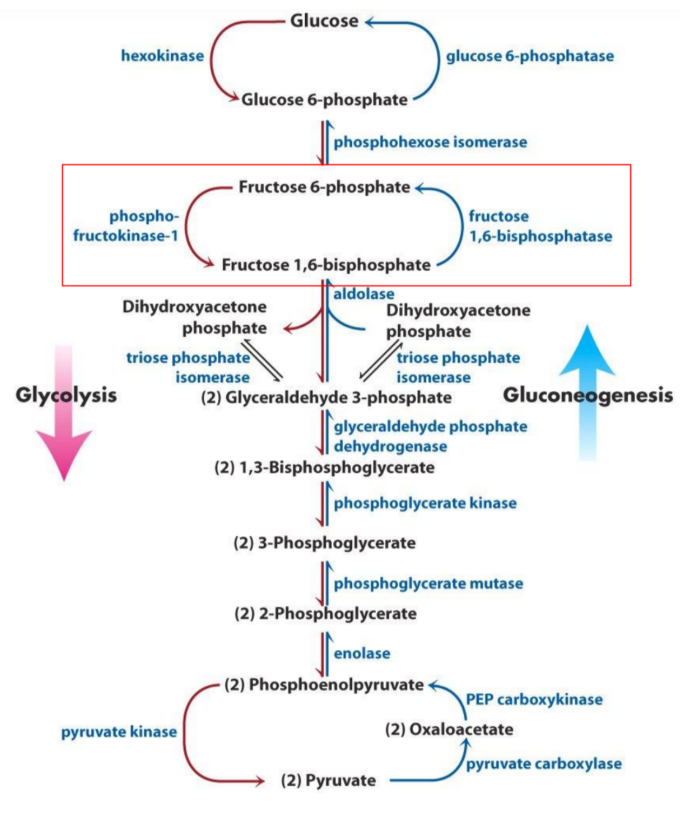 Glucose
hexokinase
glucose 6-phosphatase
Glucose 6-phosphate
phosphohexose isomerase
Fructose 6-phosphate
phospho-
fructokinase-1
fructose
1,6-bisphosphatase
Fructose 1,6-bisphosphate
aldolase
Dihydroxyacetone
phosphate
Dihydroxyacetone
phosphate
triose phosphate
isomerase
triose phosphate
isomerase
Glycolysis
(2) Glyceraldehyde 3-phosphate
Gluconeogenesis
glyceraldehyde phosphate
dehydrogenase
(2) 1,3-Bisphosphoglycerate
phosphoglycerate kinase
(2) 3-Phosphoglycerate
phosphoglycerate mutase
(2) 2-Phosphoglycerate
enolase
(2) Phosphoenolpyruvate
PEP carboxykinase
pyruvate kinase
(2) Oxaloacetate
pyruvate carboxylase
(2) Pyruvate